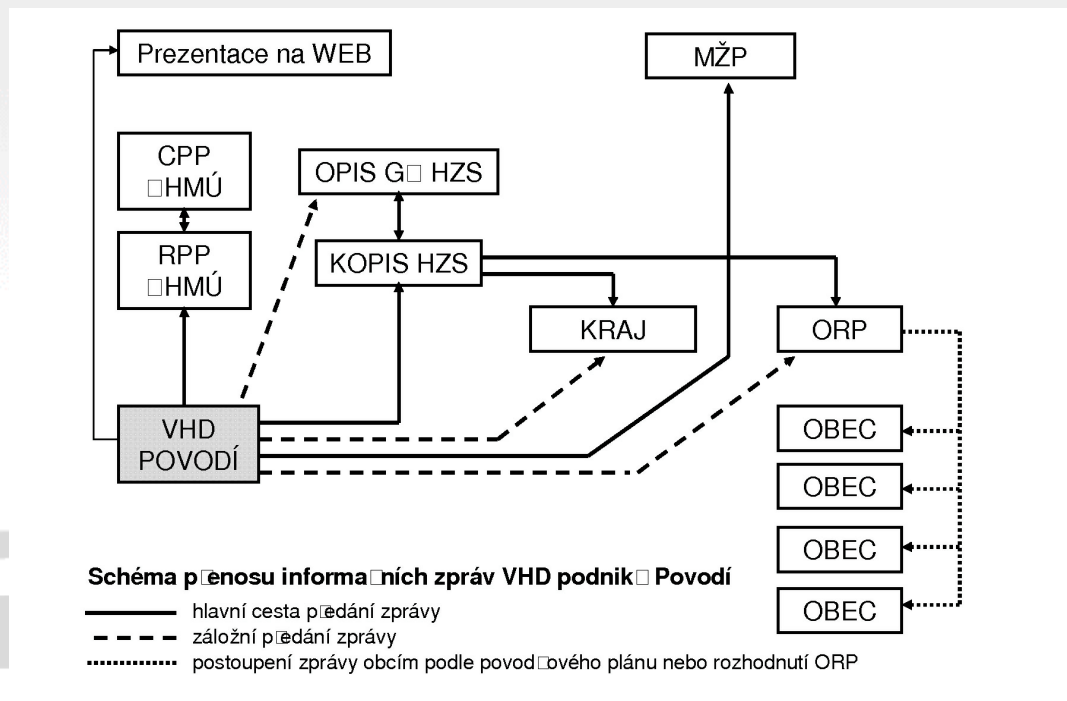 Prezentace na WEB
MŽP
CPP
□HMÚ
OPIS G□ HZS
RPP
□HMÚ
KOPIS HZS
KRAJ
ORP
VHD
POVODÍ
OBEC
OBEC
OBEC
OBEC
Schéma p□enosu informa□ních zpráv VHD podnik□ Povodí
hlavní cesta p□edání zprávy
záložní p□edání zprávy
postoupení zprávy obcím podle povod□ového plánu nebo rozhodnutí ORP